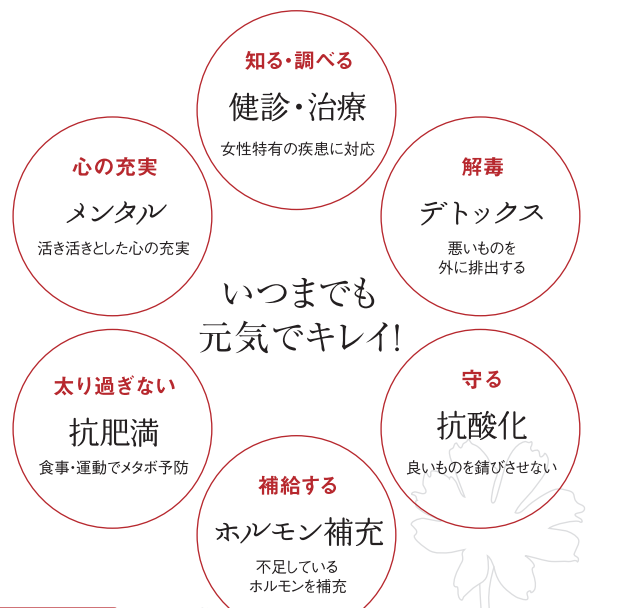 知る・調べる
健診・治療
女性特有の疾患に対応
心の充実
メンタル
活き活きとした心の充実
解毒
デトックス
悪いものを
外に排出する
いつまでも
元気でキレイ!
太り過ぎない
抗肥満
食事・運動でメタボ予防
守る
抗酸化
良いものを錆びさせない
補給する
ホルモン補充
不足している
ホルモンを補充